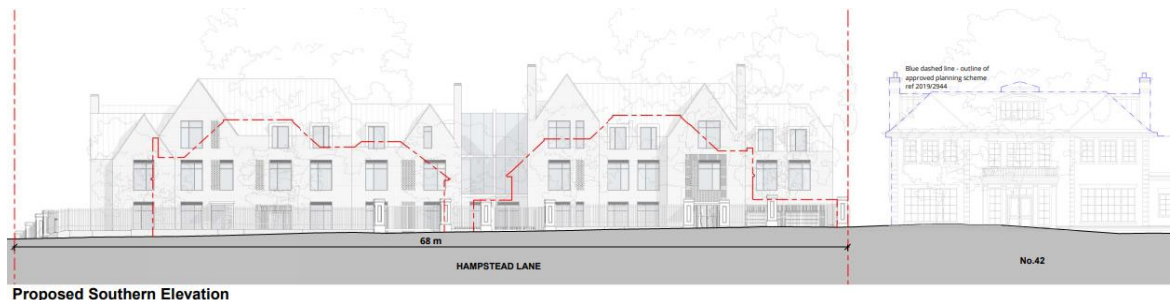 Blue dashed line - outline of
approved planning scheme
ref 2019/2944
68 m
HAMPSTEAD LANE
No.42
Proposed Southern Elevation